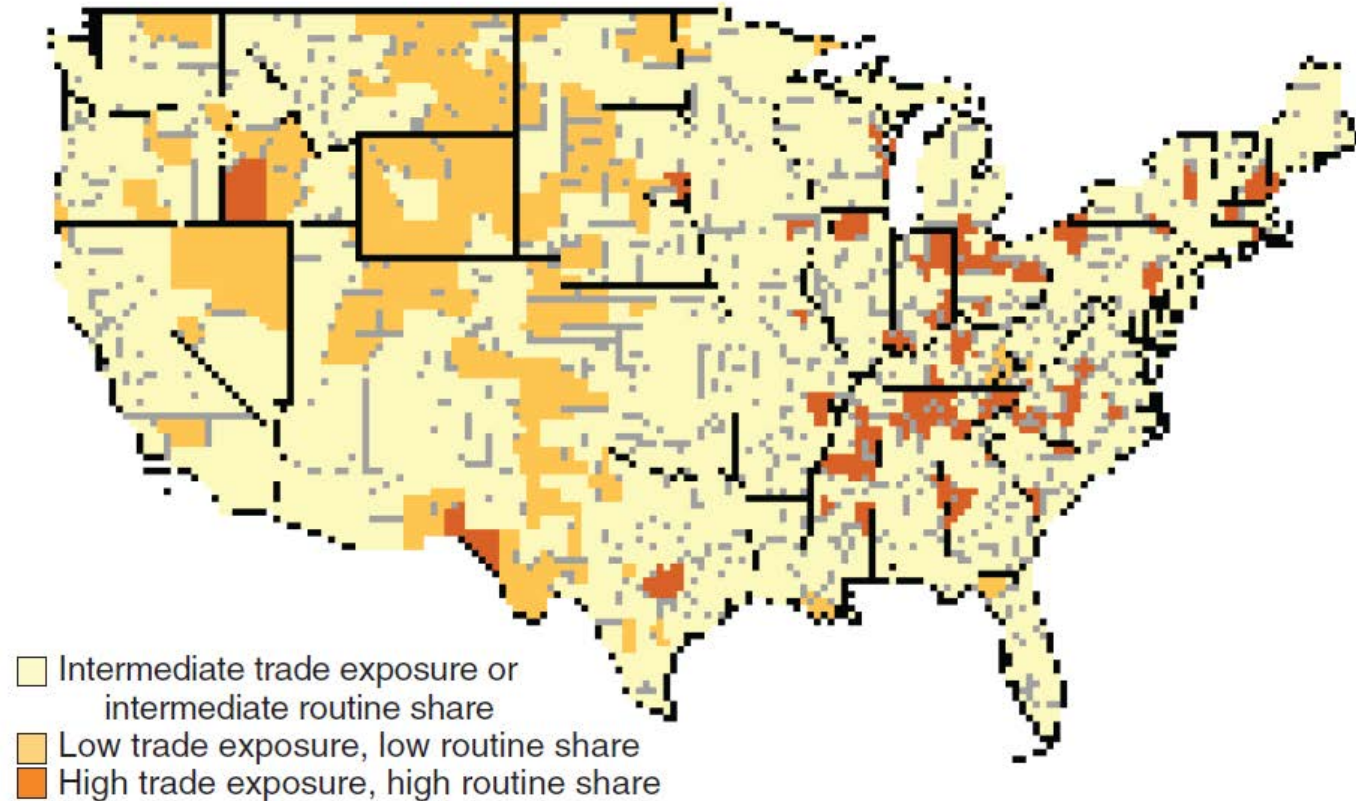 Intermediate trade exposure or
intermediate routine share
Low trade exposure, low routine share
High trade exposure, high routine share